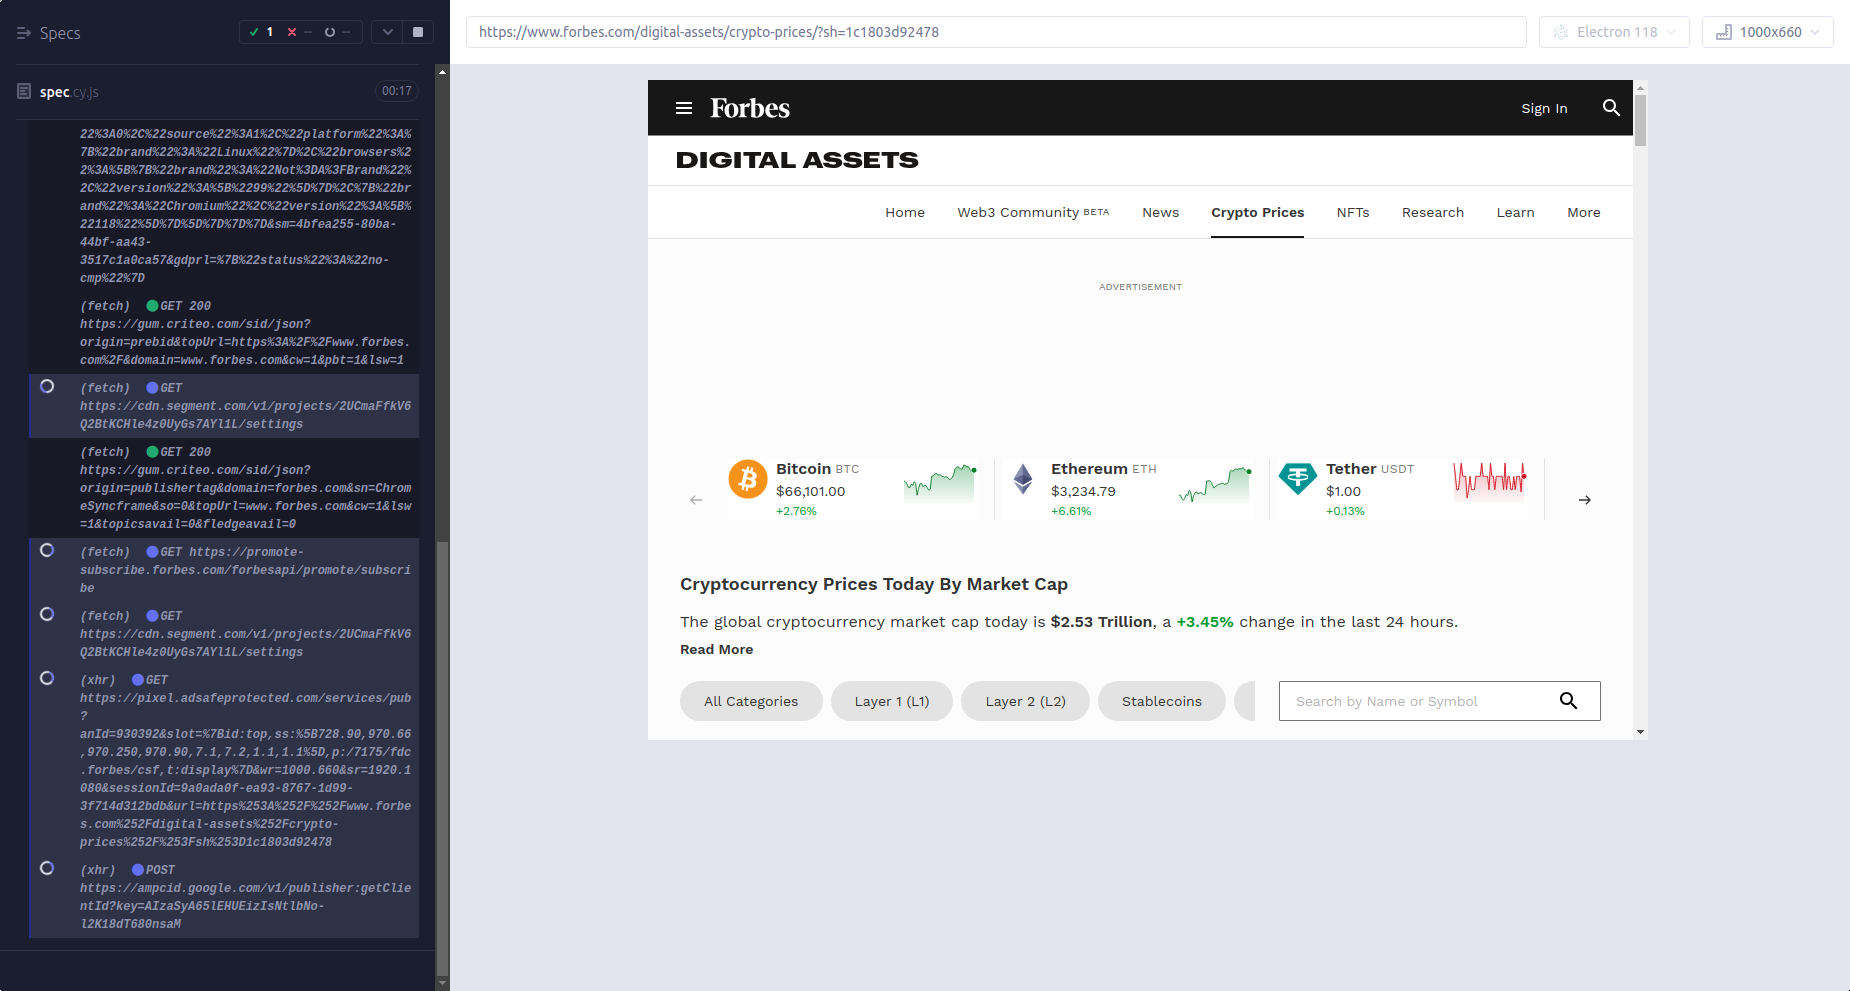 Specs
1
--
--
spec.cy.js
00:17
22%3A0%2C%22source%22%3A1%2C%22platform%22%3A%
7B%22brand%22%3A%22Linux%22%7D%2C%22browsers%2
2%3A%5B%7B%22brand%22%3A%22Not%3DA%3FBrand%22%
2C%22version%22%3A%5B%2299%22%5D%7D%2C%7B%22br
and%22%3A%22Chromium%22%2C%22version%22%3A%5B%
22118%22%5D%7D%5D%7D%7D%7D&sm=4bfea255-80ba-
44bf-aa43-
3517c1a0ca57&gdprl=%7B%22status%22%3A%22no-
cmp%22%7D
(fetch) GET 200
https://gum.criteo.com/sid/json?
origin=prebid&topUrl=https%3A%2F%2Fwww.forbes.
com%2F&domain=www.forbes.com&cw=1&pbt=1&lsw=1
(fetch) GET
https://cdn.segment.com/v1/projects/2UCmaFfkV6
Q2BtKCHle4z0UyGs7AYl1L/settings
(fetch) GET 200
https://gum.criteo.com/sid/json?
origin=publishertag&domain=forbes.com&sn=Chrom
eSyncframe&so=0&topUrl=www.forbes.com&cw=1&lsw
=1&topicsavail=0&fledgeavail=0
(fetch) GET https://promote-
subscribe.forbes.com/forbesapi/promote/subscri
be
(fetch) GET
https://cdn.segment.com/v1/projects/2UCmaFfkV6
Q2BtKCHle4z0UyGs7AYl1L/settings
(xhr) GET
https://pixel.adsafeprotected.com/services/pub
?
anId=930392&slot=%7Bid:top,ss:%5B728.90,970.66
,970.250,970.90,7.1,7.2,1.1,1.1%5D,p:/7175/fdc
.forbes/csf,t:display%7D&wr=1000.660&sr=1920.1
080&sessionId=9a0ada0f-ea93-8767-1d99-
3f714d312bdb&url=https%253A%252F%252Fwww.forbe
s.com%252Fdigital-assets%252Fcrypto-
prices%252F%253Fsh%253D1c1803d92478
(xhr) POST
https://ampcid.google.com/v1/publisher:getClie
ntId?key=AIzaSyA65lEHUEizIsNtlbNo-
l2K18dT680nsaM
https://www.forbes.com/digital-assets/crypto-prices/?sh=1c1803d92478
Electron 118
1000x660
Forbes
Sign In
DIGITAL ASSETS
Home Web3 Community BETA News Crypto Prices NFTs Research Learn More
ADVERTISEMENT
Bitcoin BTC
$66,101.00
+2.76%
Ethereum ETH
$3,234.79
+6.61%
Tether USDT
$1.00
+0.13%
Cryptocurrency Prices Today By Market Cap
The global cryptocurrency market cap today is $2.53 Trillion, a +3.45% change in the last 24 hours.
Read More
All Categories Layer 1 (L1) Layer 2 (L2) Stablecoins
Search by Name or Symbol